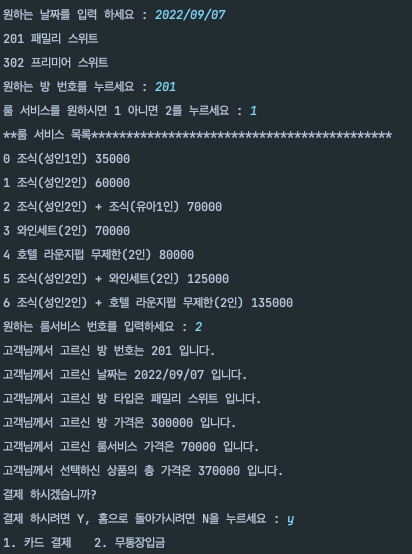 원하는 날짜를 입력 하세요 : 2022/09/07
201 패밀리 스위트
302 프리미어 스위트
원하는 방 번호를 누르세요 : 201
룸 서비스를 원하시면 1 아니면 2를 누르세요 : 1
**룸 서비스 목록*******************************************
0 조식(성인1인) 35000
1 조식(성인2인) 60000
2 조식(성인2인) + 조식(유아1인) 70000
3 와인세트(2인) 70000
4 호텔 라운지펍 무제한(2인) 80000
5 조식(성인2인) + 와인세트(2인) 125000
6 조식(성인2인) + 호텔 라운지펍 무제한(2인) 135000
원하는 룸서비스 번호를 입력하세요 : 2
고객님께서 고르신 방 번호는 201 입니다.
고객님께서 고르신 날짜는 2022/09/07 입니다.
고객님께서 고르신 방 타입은 패밀리 스위트 입니다.
고객님께서 고르신 방 가격은 300000 입니다.
고객님께서 고르신 룸서비스 가격은 70000 입니다.
고객님께서 선택하신 상품의 총 가격은 370000 입니다.
결제 하시겠습니까?
결제 하시려면 Y, 홈으로 돌아가시려면 N을 누르세요 : y
1. 카드 결제   2. 무통장입금